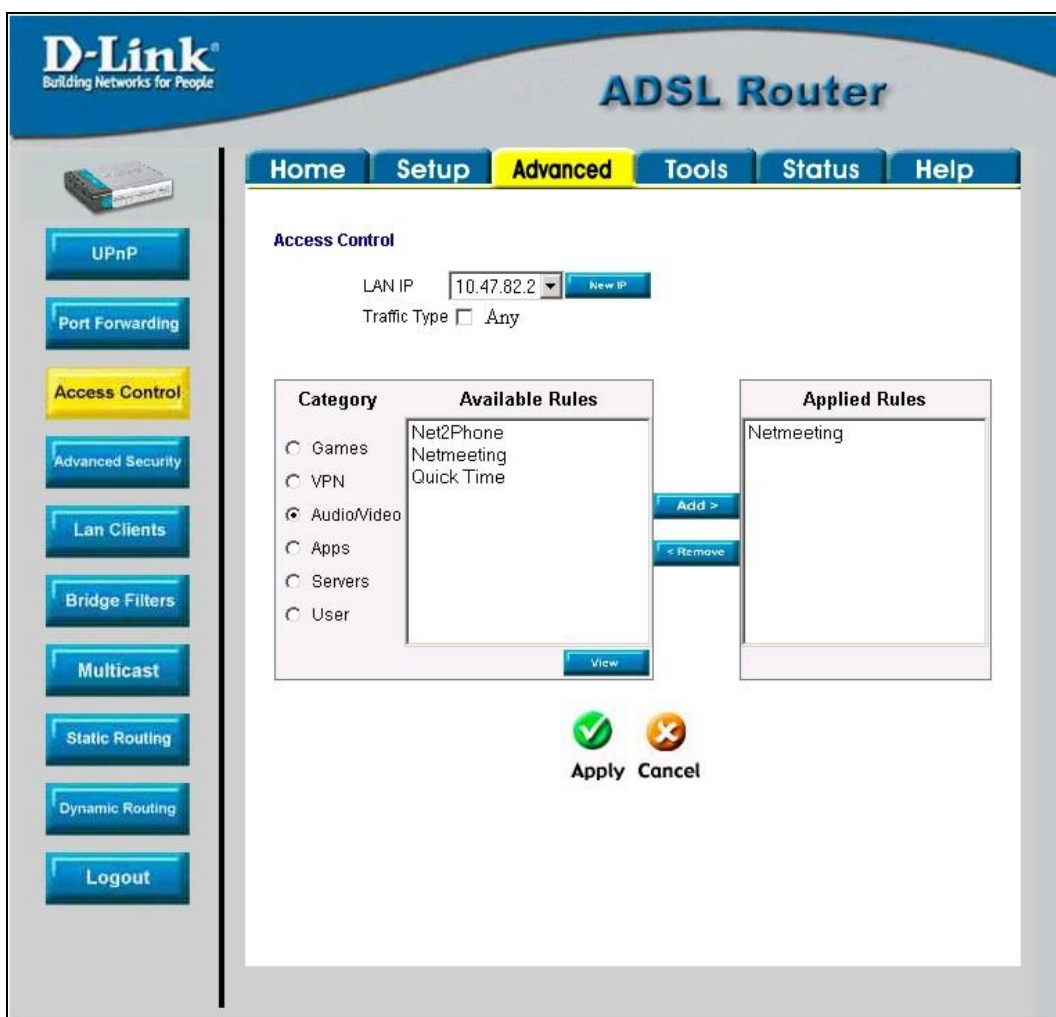 D-Link®
Building Networks for People
ADSL Router
Home Setup Advanced Tools Status Help
UPnP
Port Forwarding
Access Control
Advanced Security
Lan Clients
Bridge Filters
Multicast
Static Routing
Dynamic Routing
Logout
Access Control
LAN IP 10.47.82.2 New IP
Traffic Type Any
Category Available Rules
Games
VPN
Audio/Video
Apps
Servers
User
Net2Phone
Netmeeting
Quick Time
View
Add >
< Remove
Applied Rules
Netmeeting
Apply Cancel